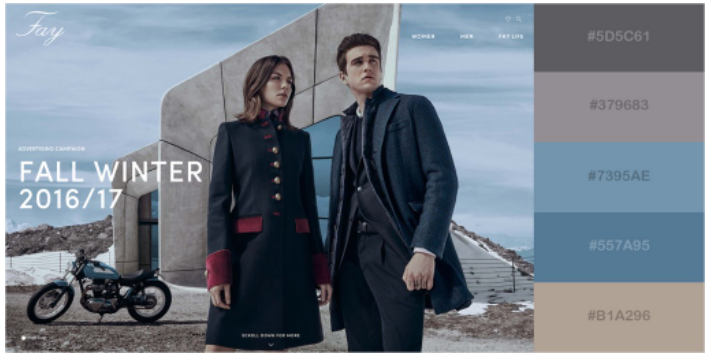 Fay
WOMEN MEN FAY LIFE
ADVERTISING CAMPAIGN
FALL WINTER
2016/17
SCROLL DOWN FOR MORE
#5D5C61
#379683
#7395AE
#557A95
#B1A296